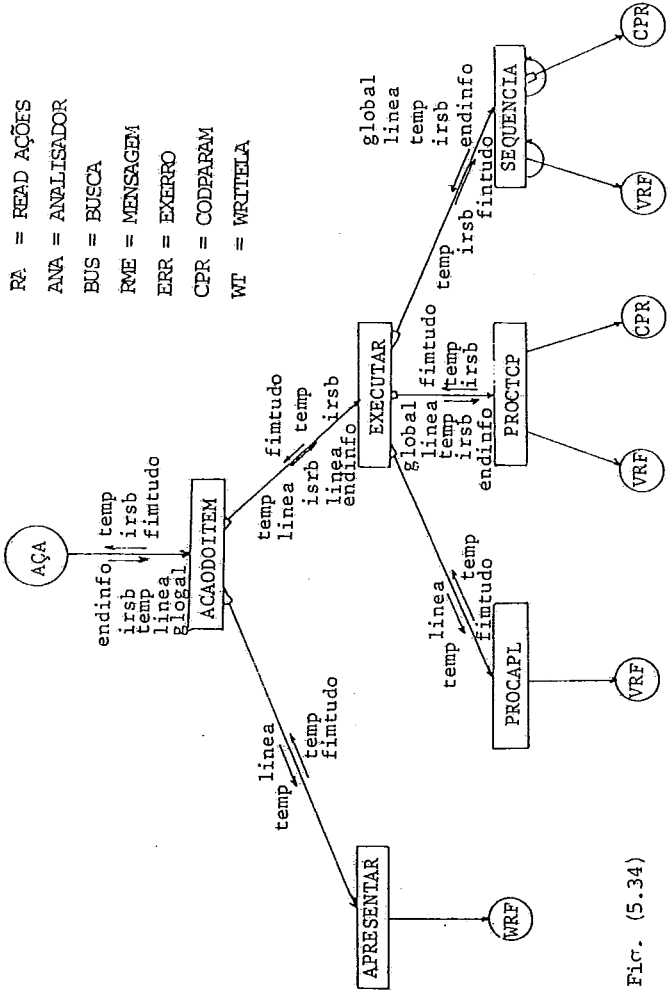 RA = READ AÇÕES
ANA = ANALISADOR
BUS = BUSCA
RME = MENSAGEM
ERR = EXERRO
CPR = CODPARAM
WT = WRITELA
AÇA
endinfo
irsb
temp
linea
glogal
temp
irsb
fimtudo
ACAODOITEM
temp
linea
temp
fimtudo
temp
linea
isrb
linea
endinfo
fimtudo
temp
irsb
APRESENTAR
WRF
EXECUTAR
temp
linea
temp
fimtudo
global
linea
temp
irsb
endinfo
fimtudo
temp
irsb
temp
irsb
fintudo
global
linea
temp
irsb
endinfo
PROCAPL
VRF
PROCTCP
VRF
CPR
SEQUENCIA
VRF
CPR
Fig. (5.34)